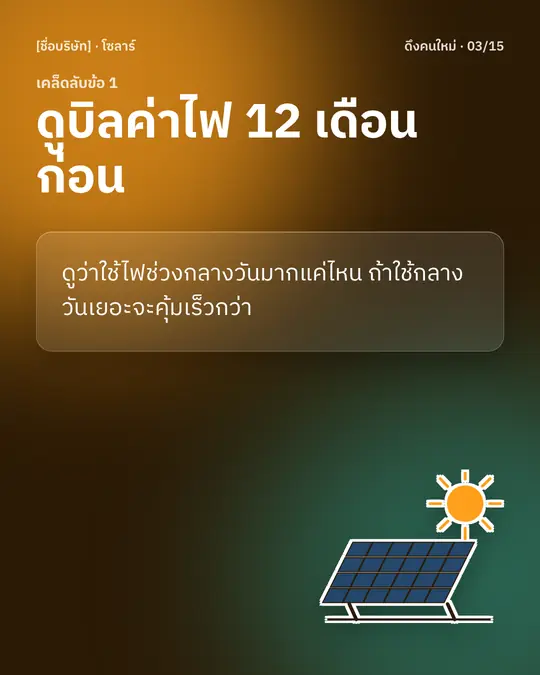 [ชื่อบริษัท] · โซลาร์
ดึงคนใหม่ · 03/15
เคล็ดลับข้อ 1
ดูบิลค่าไฟ 12 เดือน
ก่อน
ดูว่าใช้ไฟช่วงกลางวันมากแค่ไหน ถ้าใช้กลาง
วันเยอะจะคุ้มเร็วกว่า